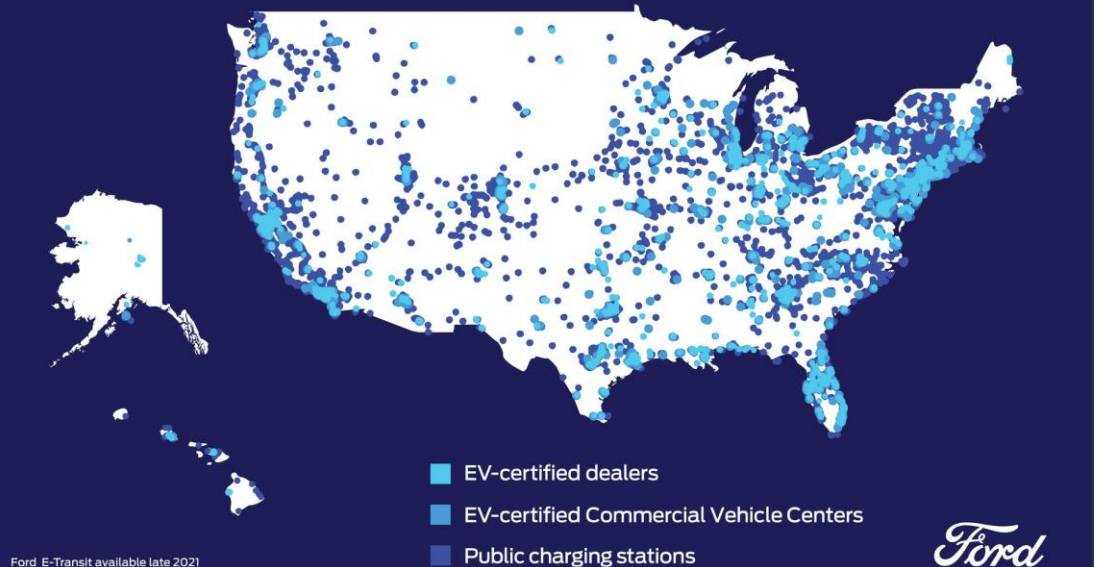 EV-certified dealers
EV-certified Commercial Vehicle Centers
Public charging stations
Ford E-Transit available late 2021
Ford